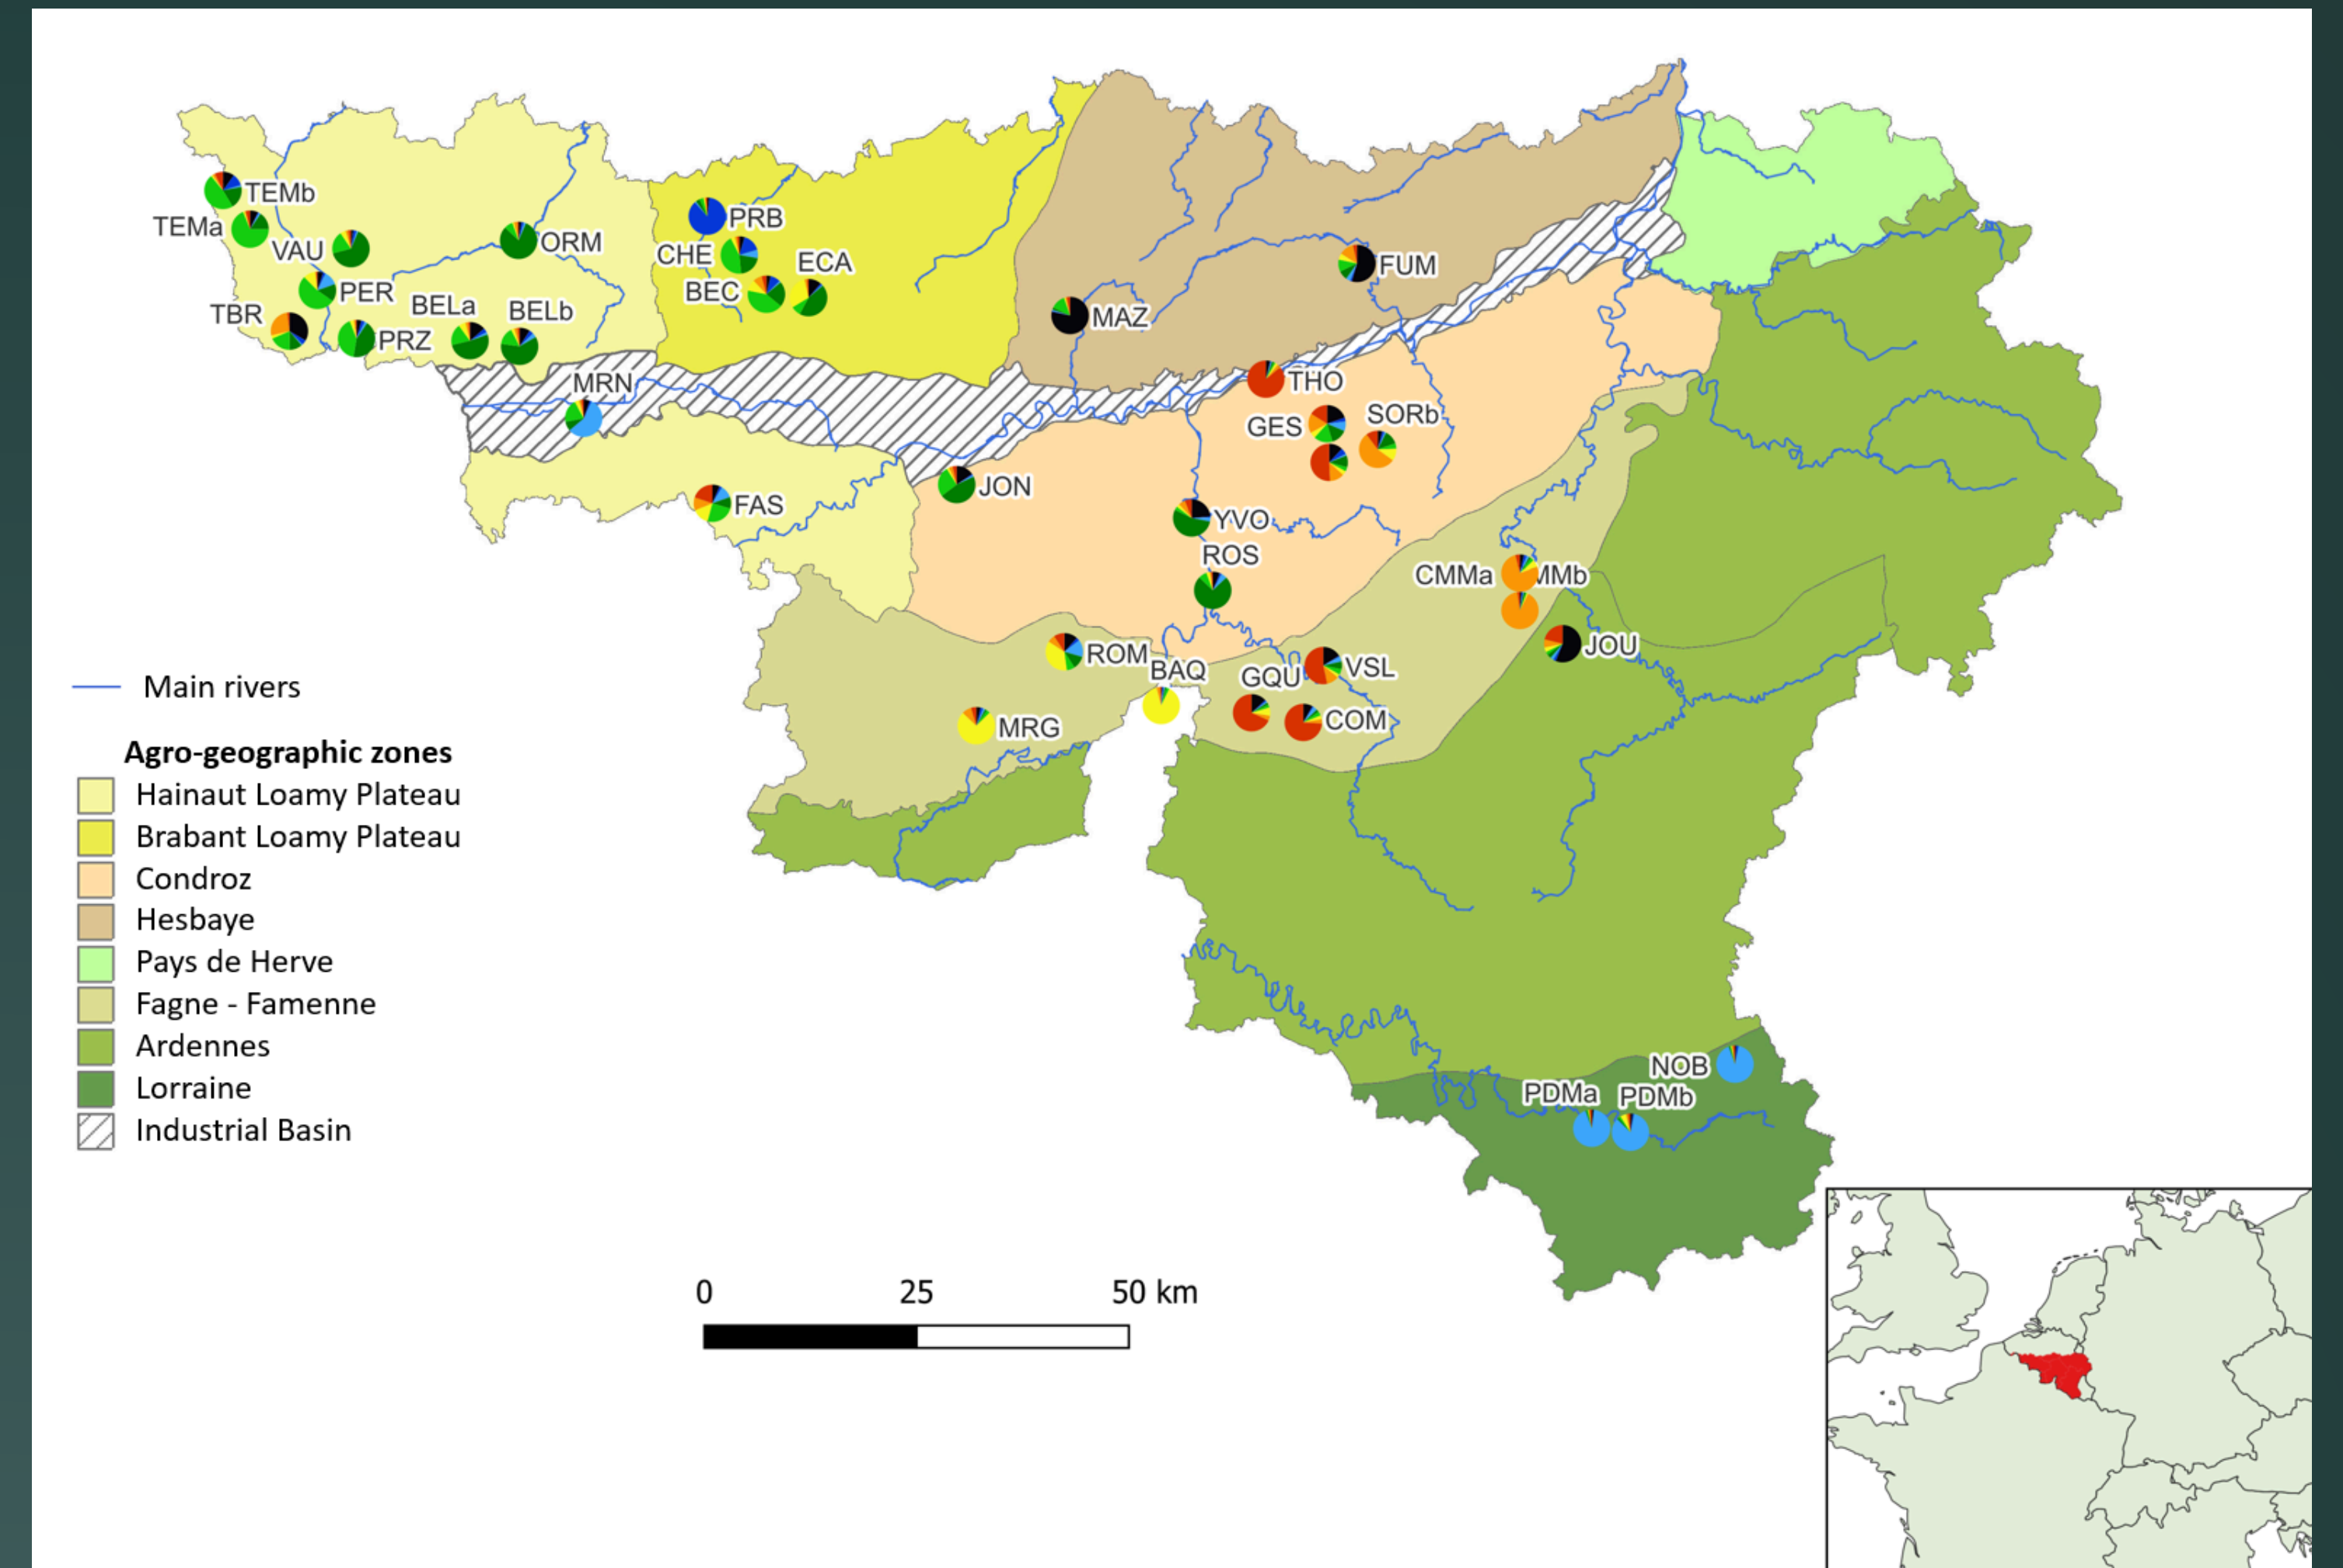 TEMb
TEMa
VAU
ORM
PER
TBR
BELa
BELb
PRZ
PRB
CHE
ECA
BEC
MAZ
FUM
MRN
THO
GES
SORb
FAS
JON
YVO
ROS
CMMa
MMb
JOU
ROM
BAQ
GQU
VSL
MRG
COM
Main rivers
Agro-geographic zones
Hainaut Loamy Plateau
Brabant Loamy Plateau
Condroz
Hesbaye
Pays de Herve
Fagne - Famenne
Ardennes
Lorraine
Industrial Basin
NOB
PDMa
PDMb
0 25 50 km